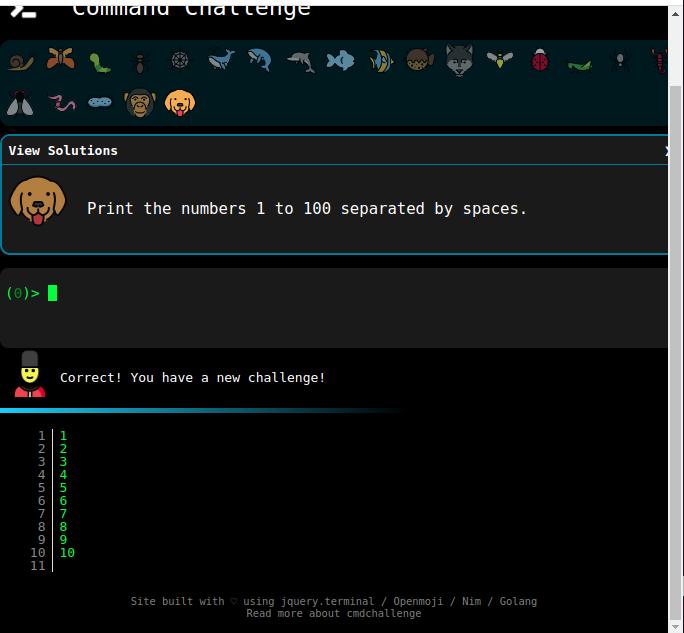 Command Challenge
View Solutions
Print the numbers 1 to 100 separated by spaces.
(0)>
Correct! You have a new challenge!
1 1
2 2
3 3
4 4
5 5
6 6
7 7
8 8
9 9
10 10
11
Site built with ♡ using jquery.terminal / Openmoji / Nim / Golang
Read more about cmdchallenge